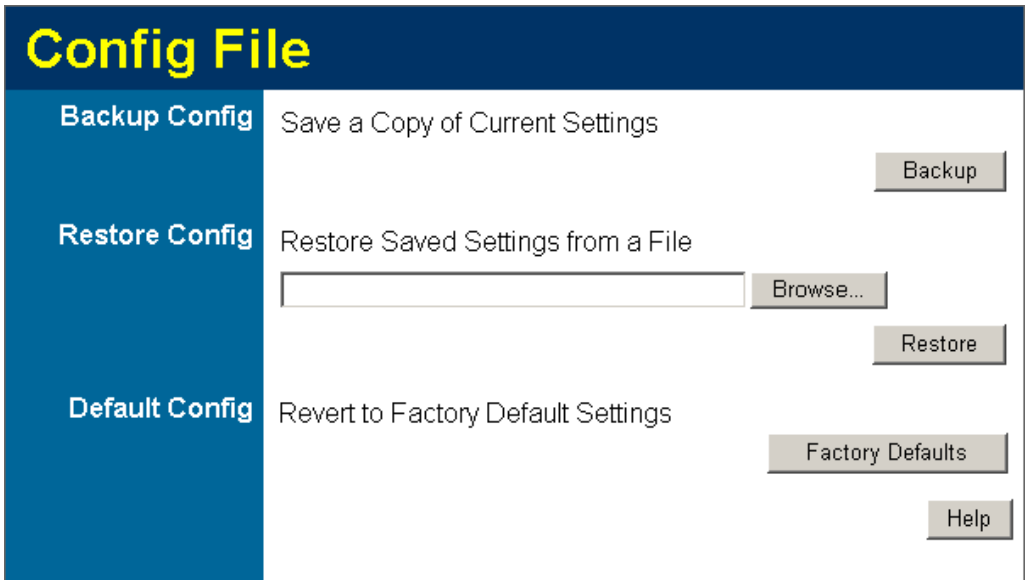 Config File
Backup Config
Save a Copy of Current Settings
Backup
Restore Config
Restore Saved Settings from a File
Browse...
Restore
Default Config
Revert to Factory Default Settings
Factory Defaults
Help